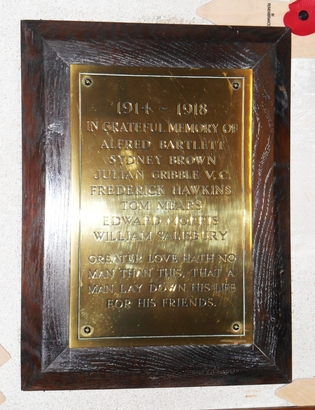 1914 - 1918
IN GRATEFUL MEMORY OF
ALFRED BARTLETT
SYDNEY BROWN
JULIAN GRIBBLE V.C.
FREDERICK HAWKINS
TOM MEARS
EDWARD
WILLIAM SALISBURY
GREATER LOVE HATH NO
MAN THAN THIS, THAT A
MAN LAY DOWN HIS LIFE
FOR HIS FRIENDS.